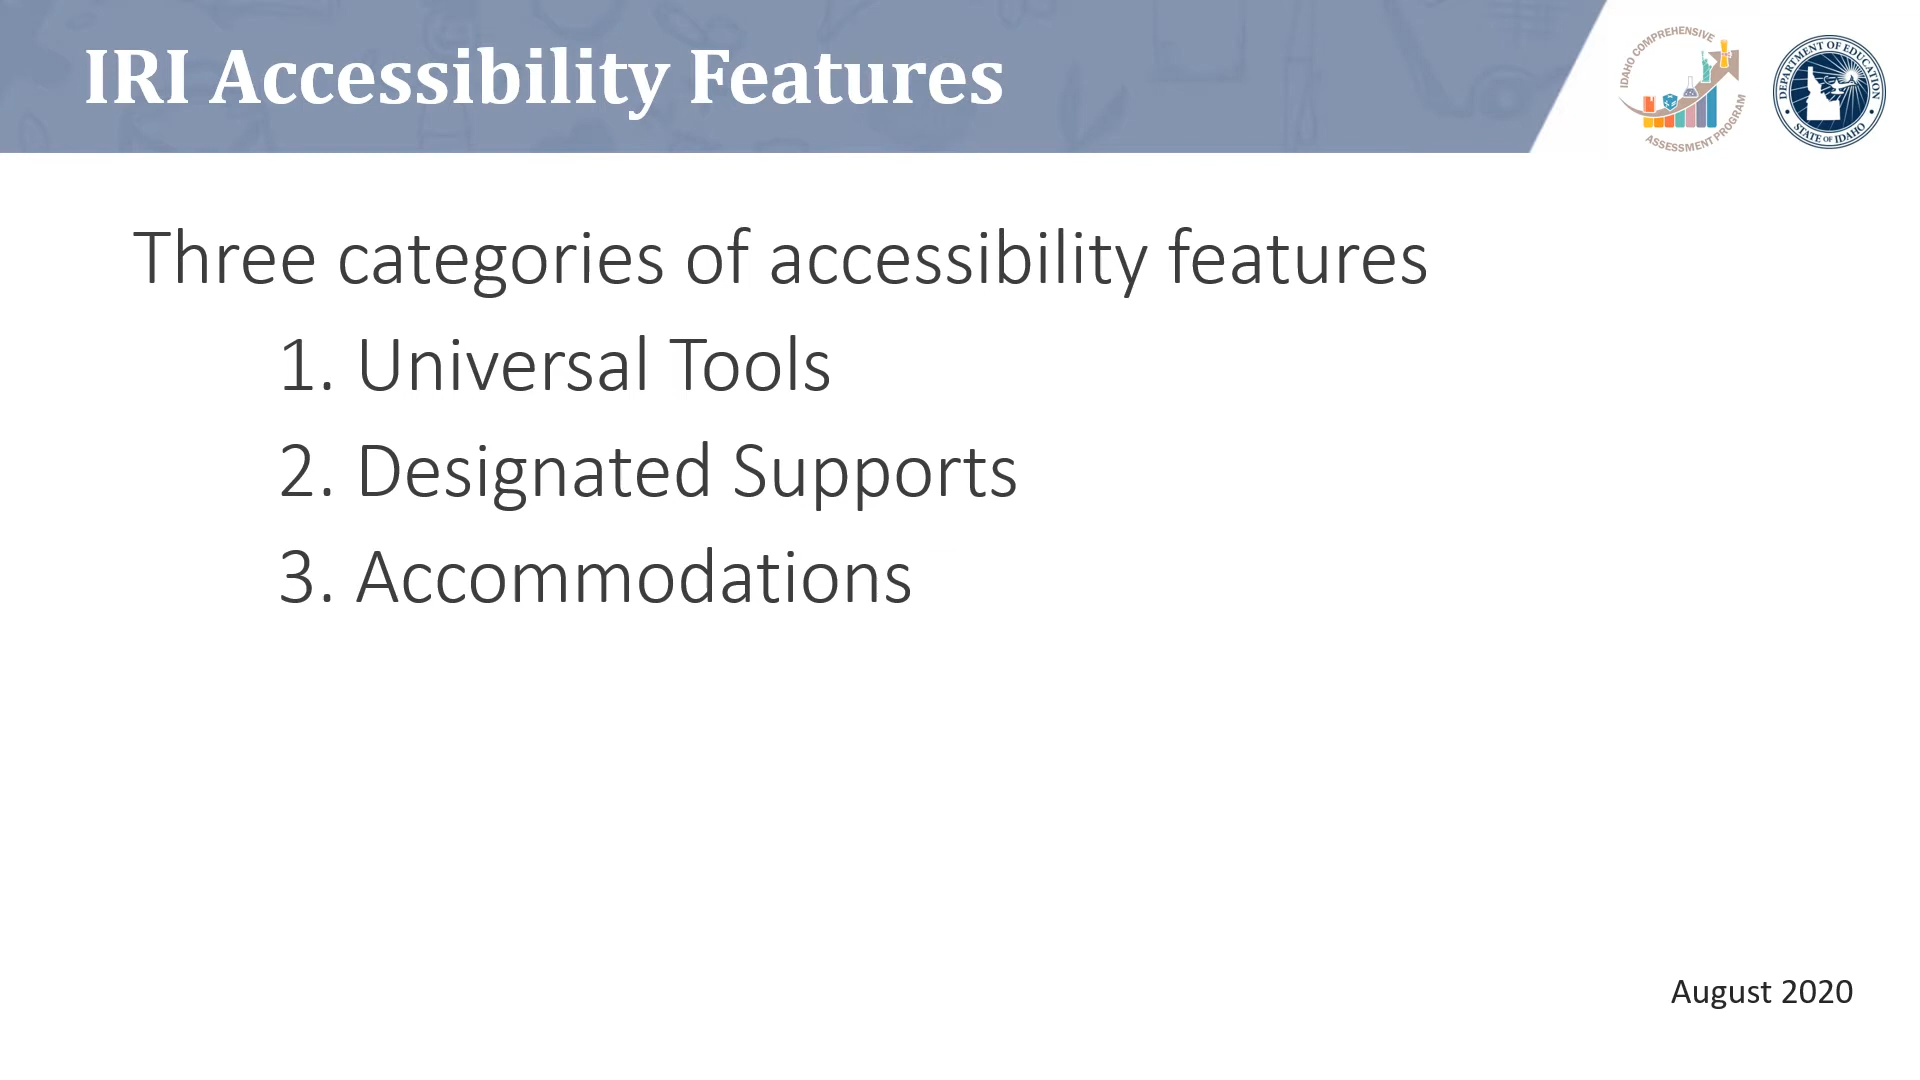 IRI Accessibility Features
IDAHO COMPREHENSIVE
ASSESSMENT PROGRAM
DEPARTMENT OF EDUCATION
STATE OF IDAHO
Three categories of accessibility features
1. Universal Tools
2. Designated Supports
3. Accommodations
August 2020